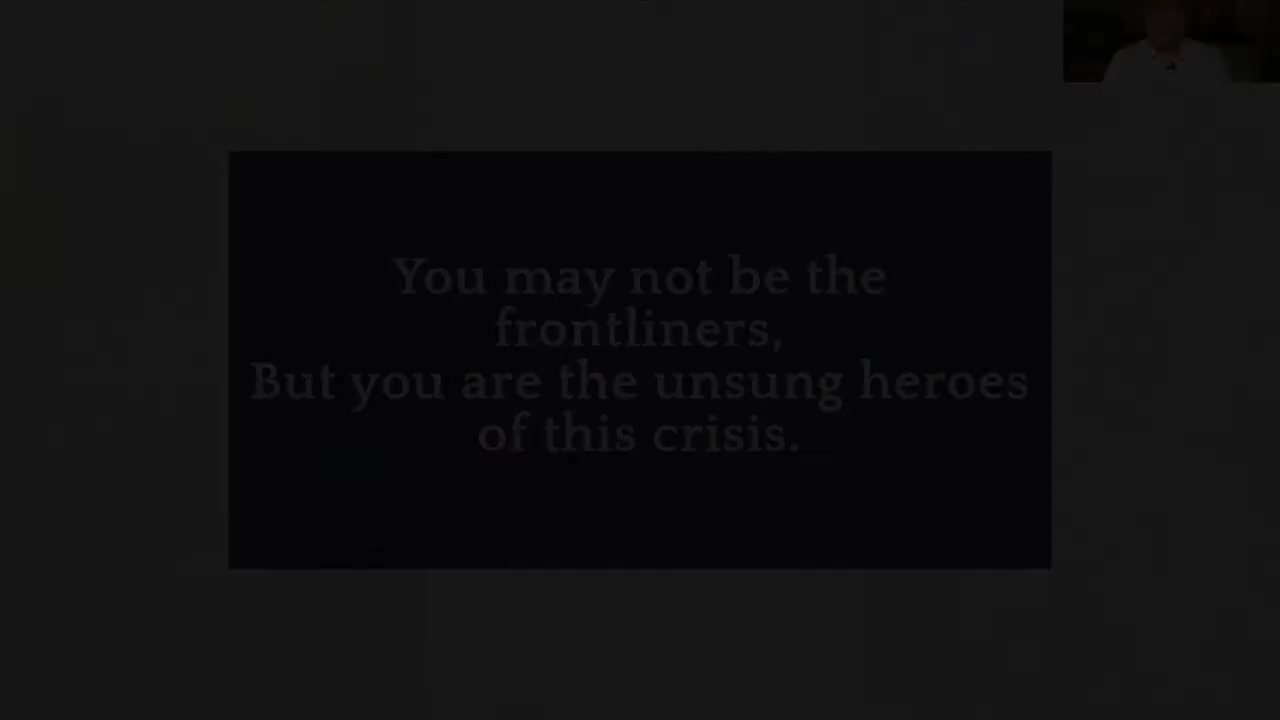 You may not be the
frontliners,
But you are the unsung heroes
of this crisis.